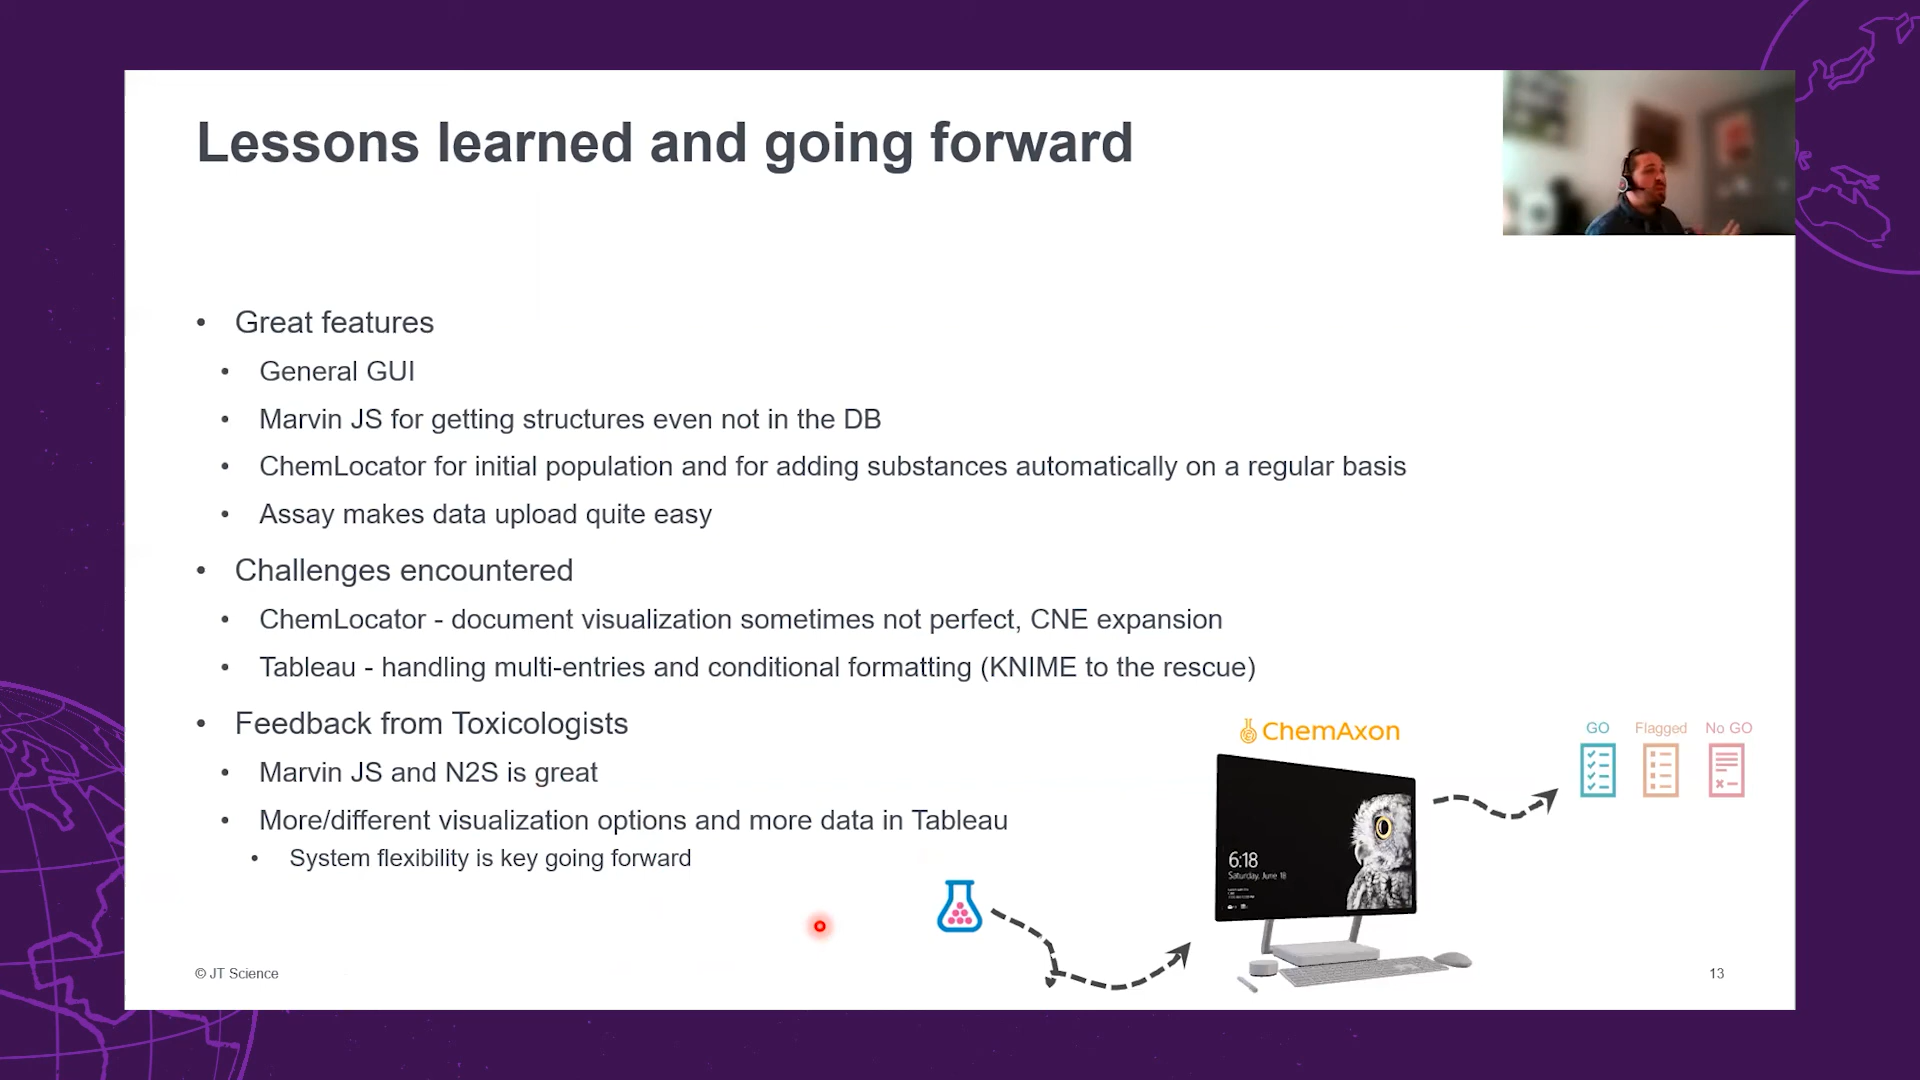 Lessons learned and going forward
• Great features
• General GUI
• Marvin JS for getting structures even not in the DB
• ChemLocator for initial population and for adding substances automatically on a regular basis
• Assay makes data upload quite easy
• Challenges encountered
• ChemLocator - document visualization sometimes not perfect, CNE expansion
• Tableau - handling multi-entries and conditional formatting (KNIME to the rescue)
• Feedback from Toxicologists
• Marvin JS and N2S is great
• More/different visualization options and more data in Tableau
• System flexibility is key going forward
ChemAxon
GO Flagged No GO
6:18
Saturday, June 18
© JT Science
13